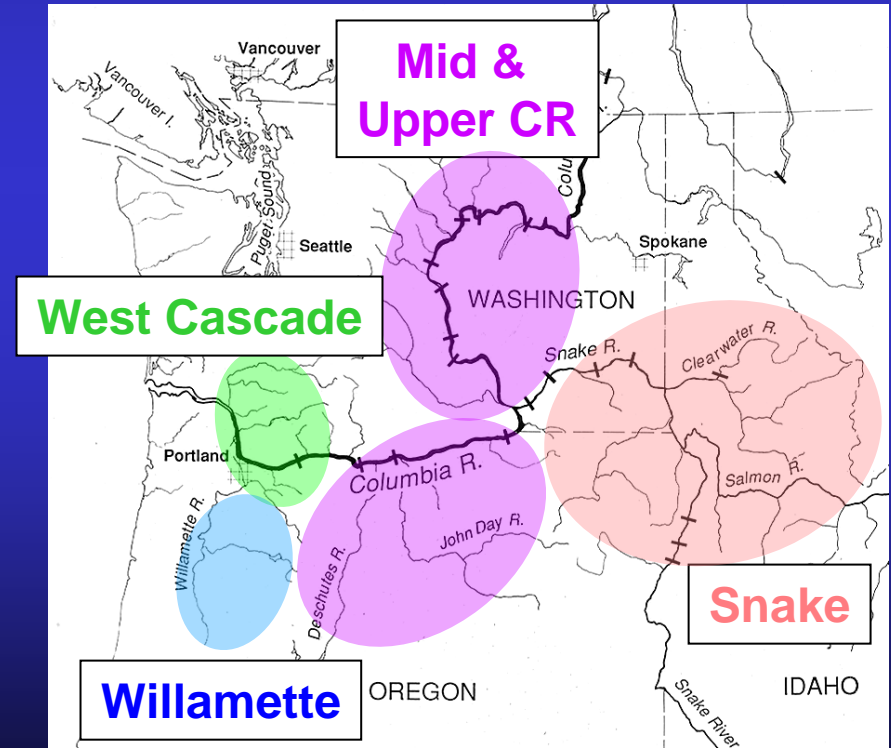 Vancouver
Mid &
Upper CR
Vancouver I.
Colu
Puget Sound
Seattle
Spokane
West Cascade
WASHINGTON
Snake R.
Clearwater R.
Portland
Columbia R.
Salmon R.
Willamette R.
John Day R.
Deschutes R.
Snake
Willamette
OREGON
IDAHO
Snake River